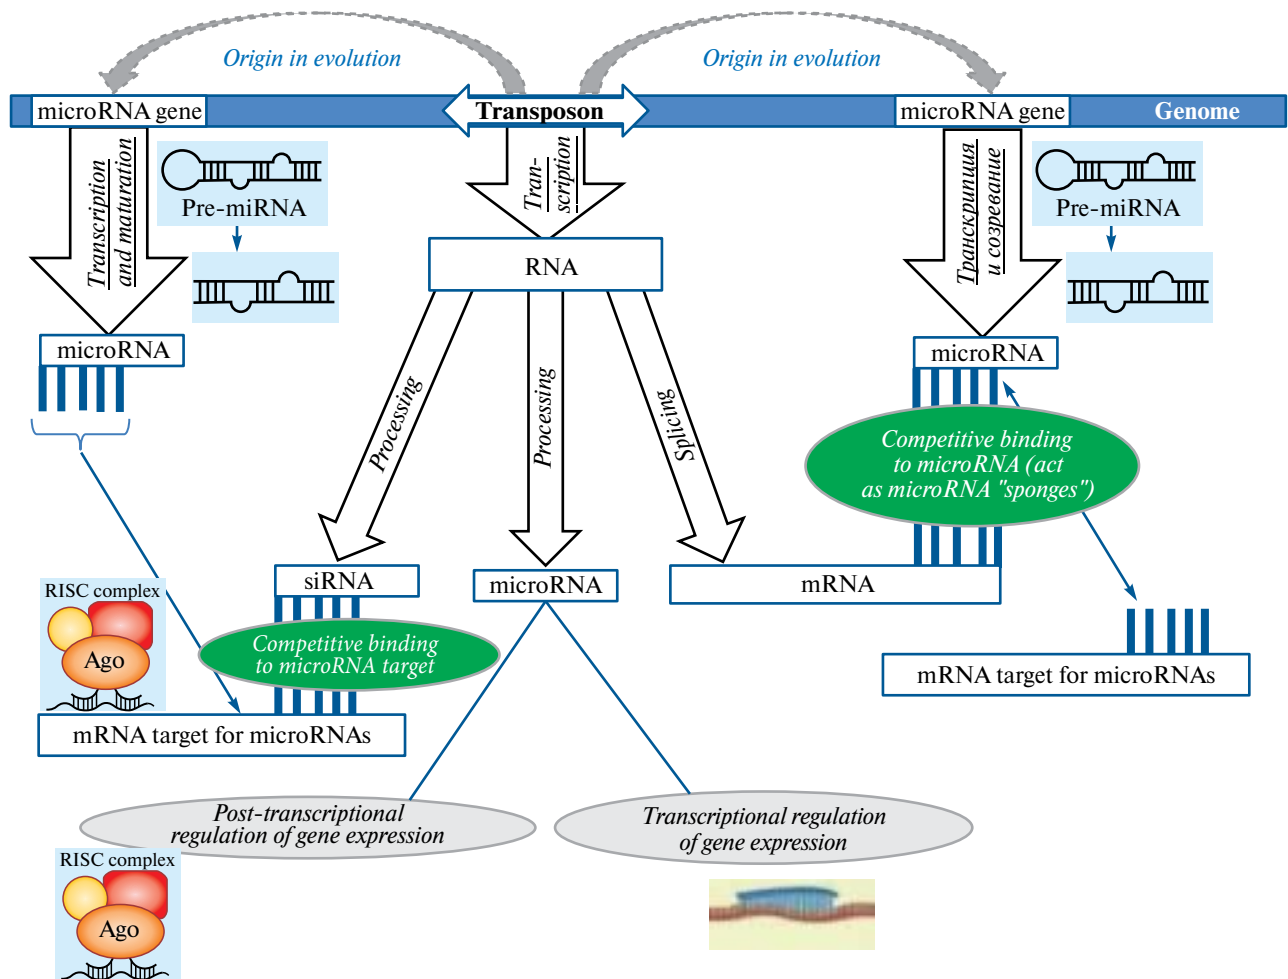 Origin in evolution
Origin in evolution
microRNA gene
Transposon
microRNA gene
Genome
Transcription
and maturation
Pre-miRNA
Tran-
scription
Транскрипция
и созревание
Pre-miRNA
RNA
microRNA
microRNA
Processing
Processing
Splicing
Competitive binding
to microRNA (act
as microRNA "sponges")
siRNA
microRNA
mRNA
RISC complex
Ago
Competitive binding
to microRNA target
mRNA target for microRNAs
mRNA target for microRNAs
Post-transcriptional
regulation of gene expression
Transcriptional regulation
of gene expression
RISC complex
Ago